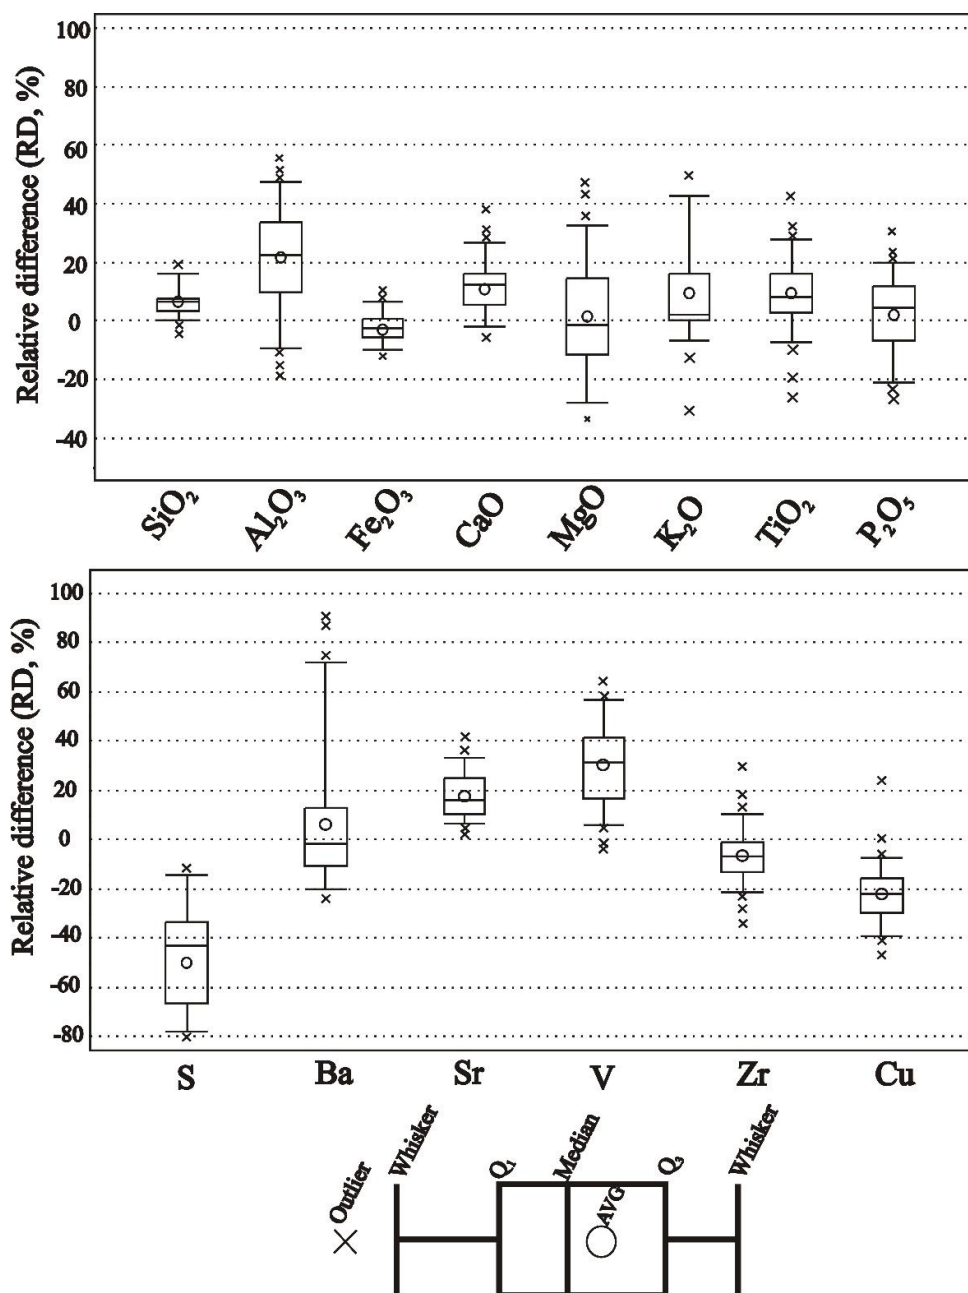 Relative difference (RD, %)
100
80
60
40
20
0
-20
-40
SiO₂
Al₂O₃
Fe₂O₃
CaO
MgO
K₂O
TiO₂
P₂O₅
Relative difference (RD, %)
100
80
60
40
20
0
-20
-40
-60
-80
S
Ba
Sr
V
Zr
Cu
Outlier
Whisker
Q₁
Median
AVG
Q₃
Whisker